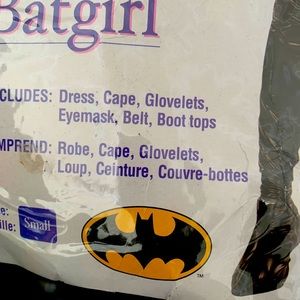 Batgirl
CLUDES: Dress, Cape, Glovelets,
Eyemask, Belt, Boot tops
MPREND: Robe, Cape, Glovelets,
Loup, Ceinture, Couvre-bottes
e:
ille:
Small
TM